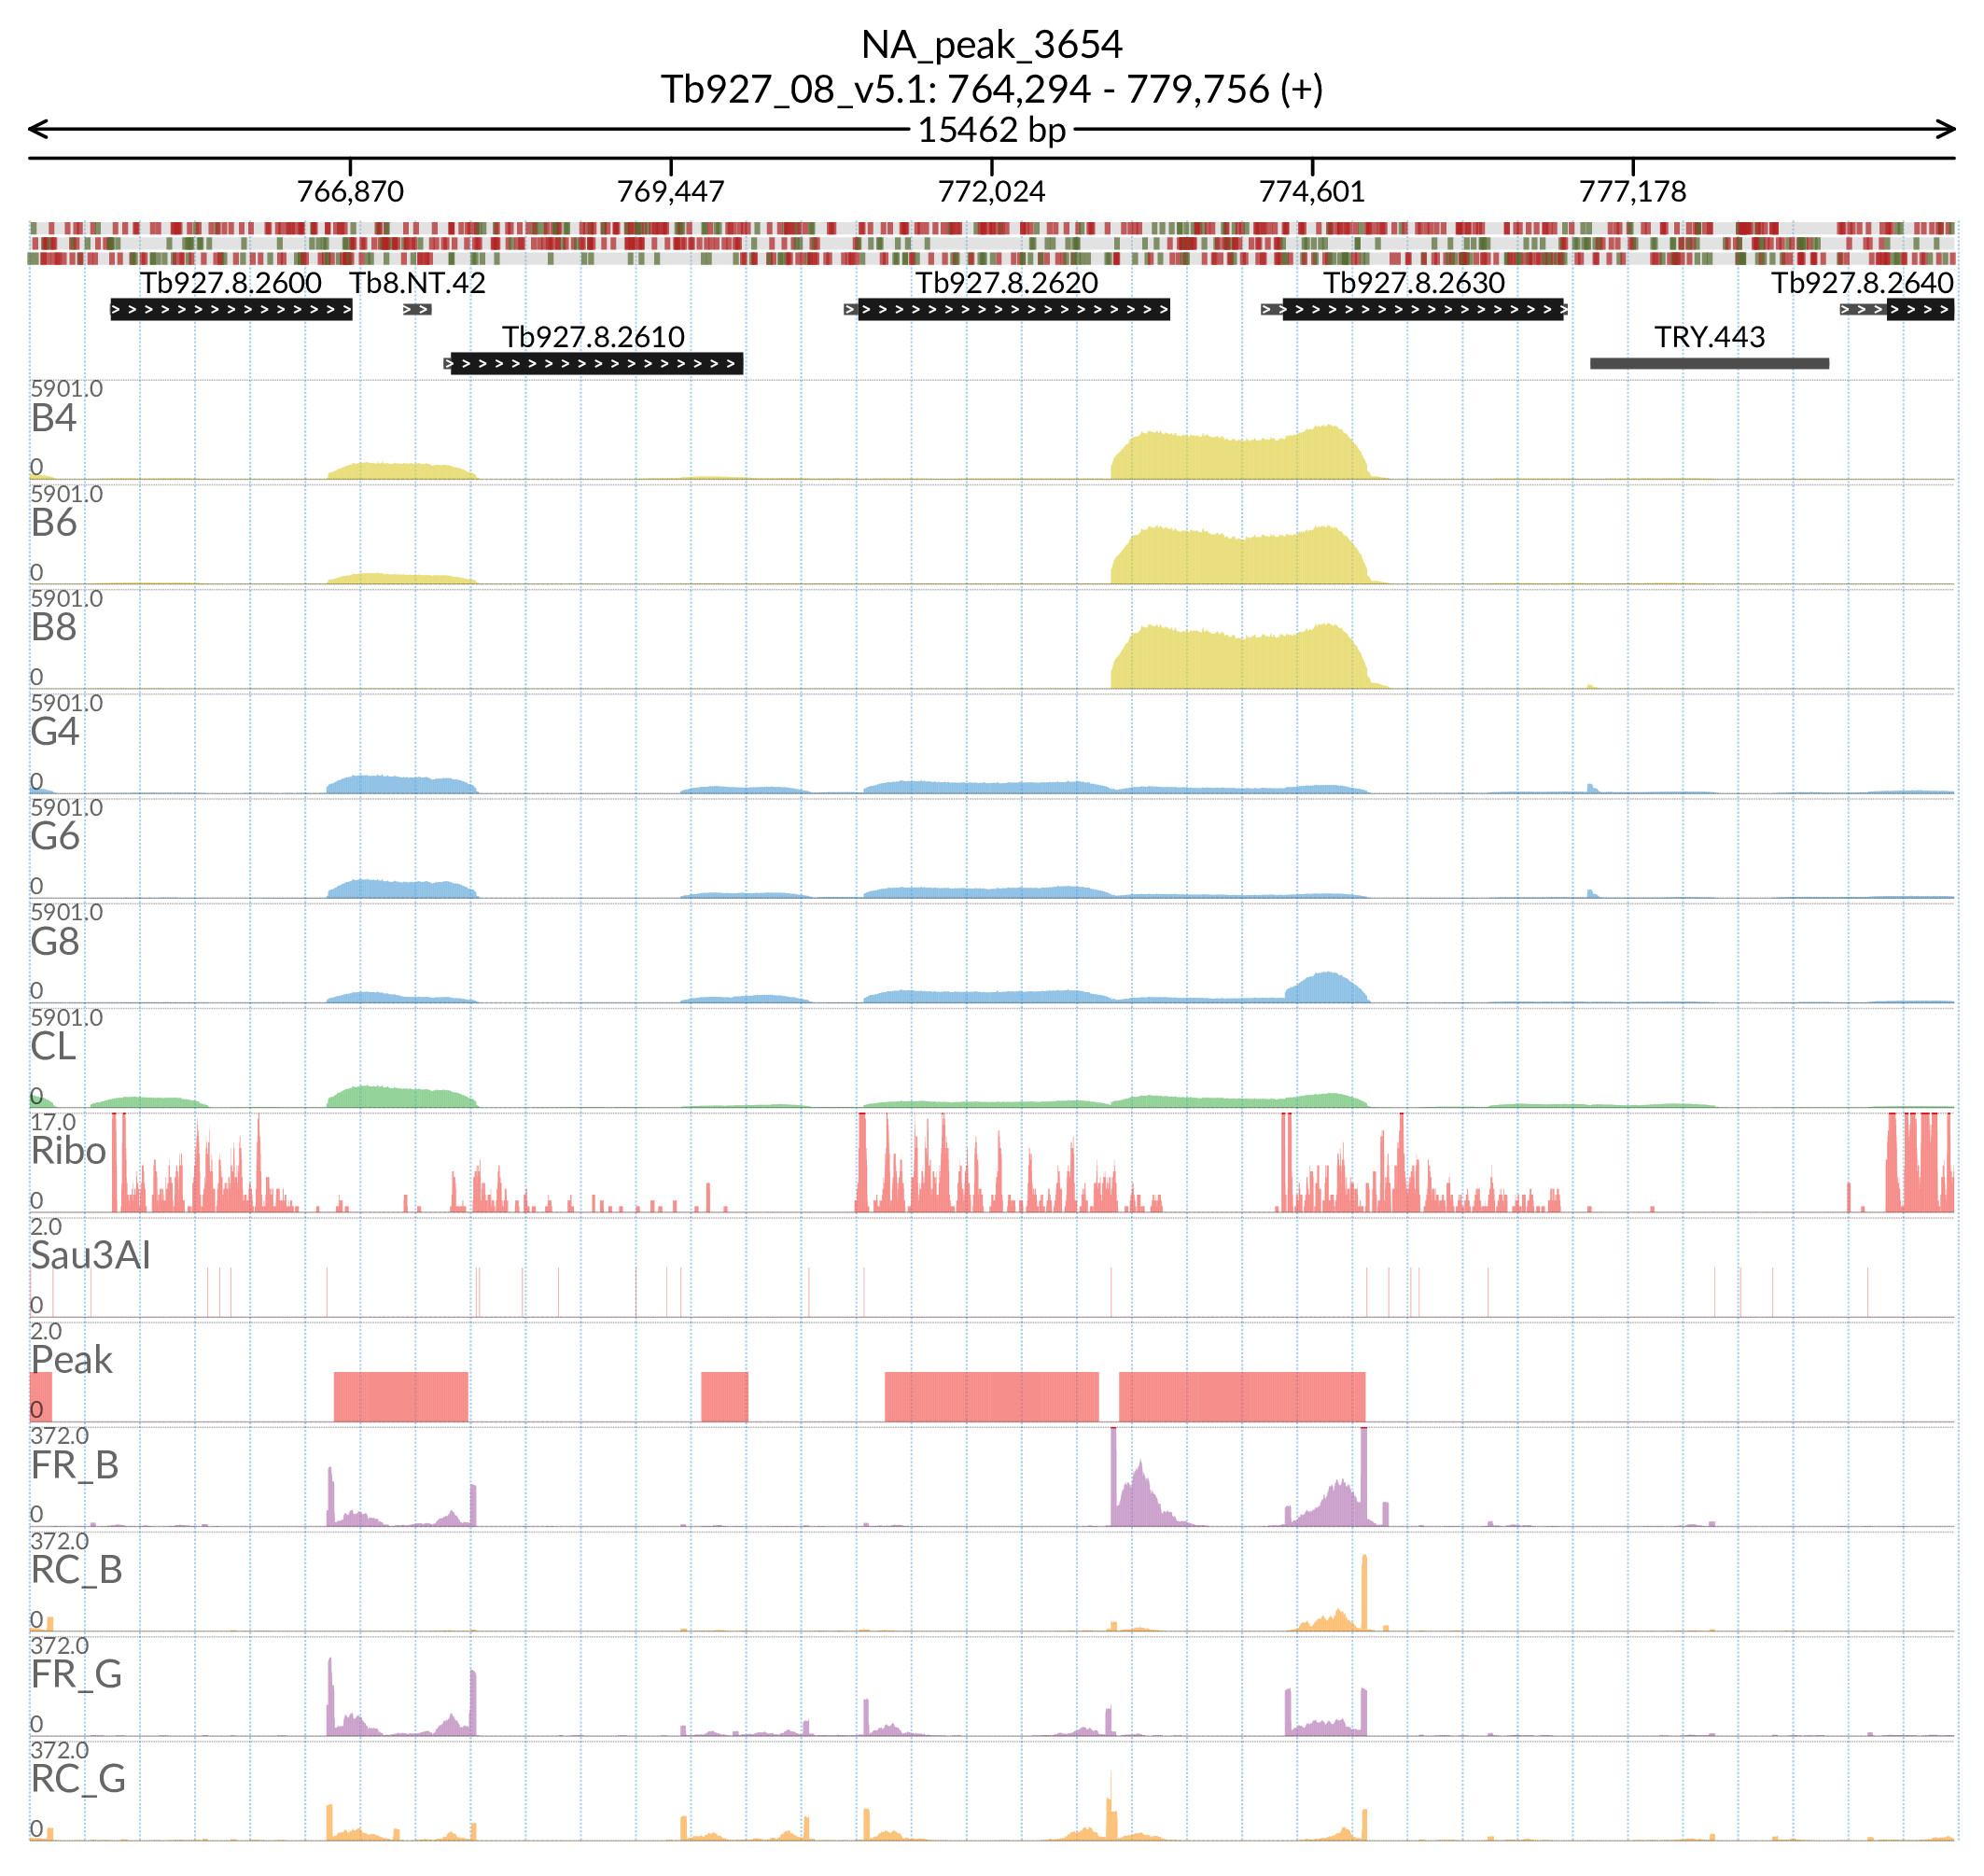 NA_peak_3654
Tb927_08_v5.1: 764,294 - 779,756 (+)
15462 bp
766,870 769,447 772,024 774,601 777,178
Tb927.8.2600 Tb8.NT.42 Tb927.8.2620 Tb927.8.2630 Tb927.8.2640
Tb927.8.2610 TRY.443
5901.0
B4
0
5901.0
B6
0
5901.0
B8
0
5901.0
G4
0
5901.0
G6
0
5901.0
G8
0
5901.0
CL
0
17.0
Ribo
0
2.0
Sau3AI
0
2.0
Peak
0
372.0
FR_B
0
372.0
RC_B
0
372.0
FR_G
0
372.0
RC_G
0